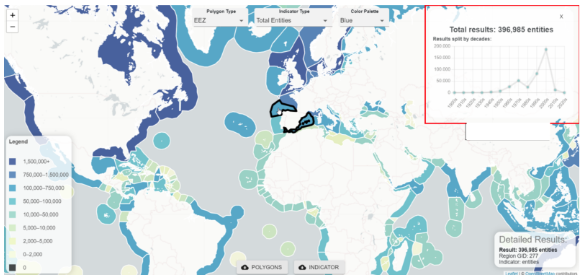 +
−
Polygon Type
EEZ
Indicator Type
Total Entities
Color Palette
Blue
X
Total results: 396,985 entities
Results split by decades:
200,000
150,000
100,000
50,000
0
Legend
1,500,000+
750,000–1,500,000
100,000–750,000
50,000–100,000
10,000–50,000
5,000–10,000
2,000–5,000
0–2,000
0
POLYGONS
INDICATOR
Detailed Results:
Result: 396,985 entities
Region GID: 277
Indicator: entities
Leaflet | © OpenStreetMap contributors